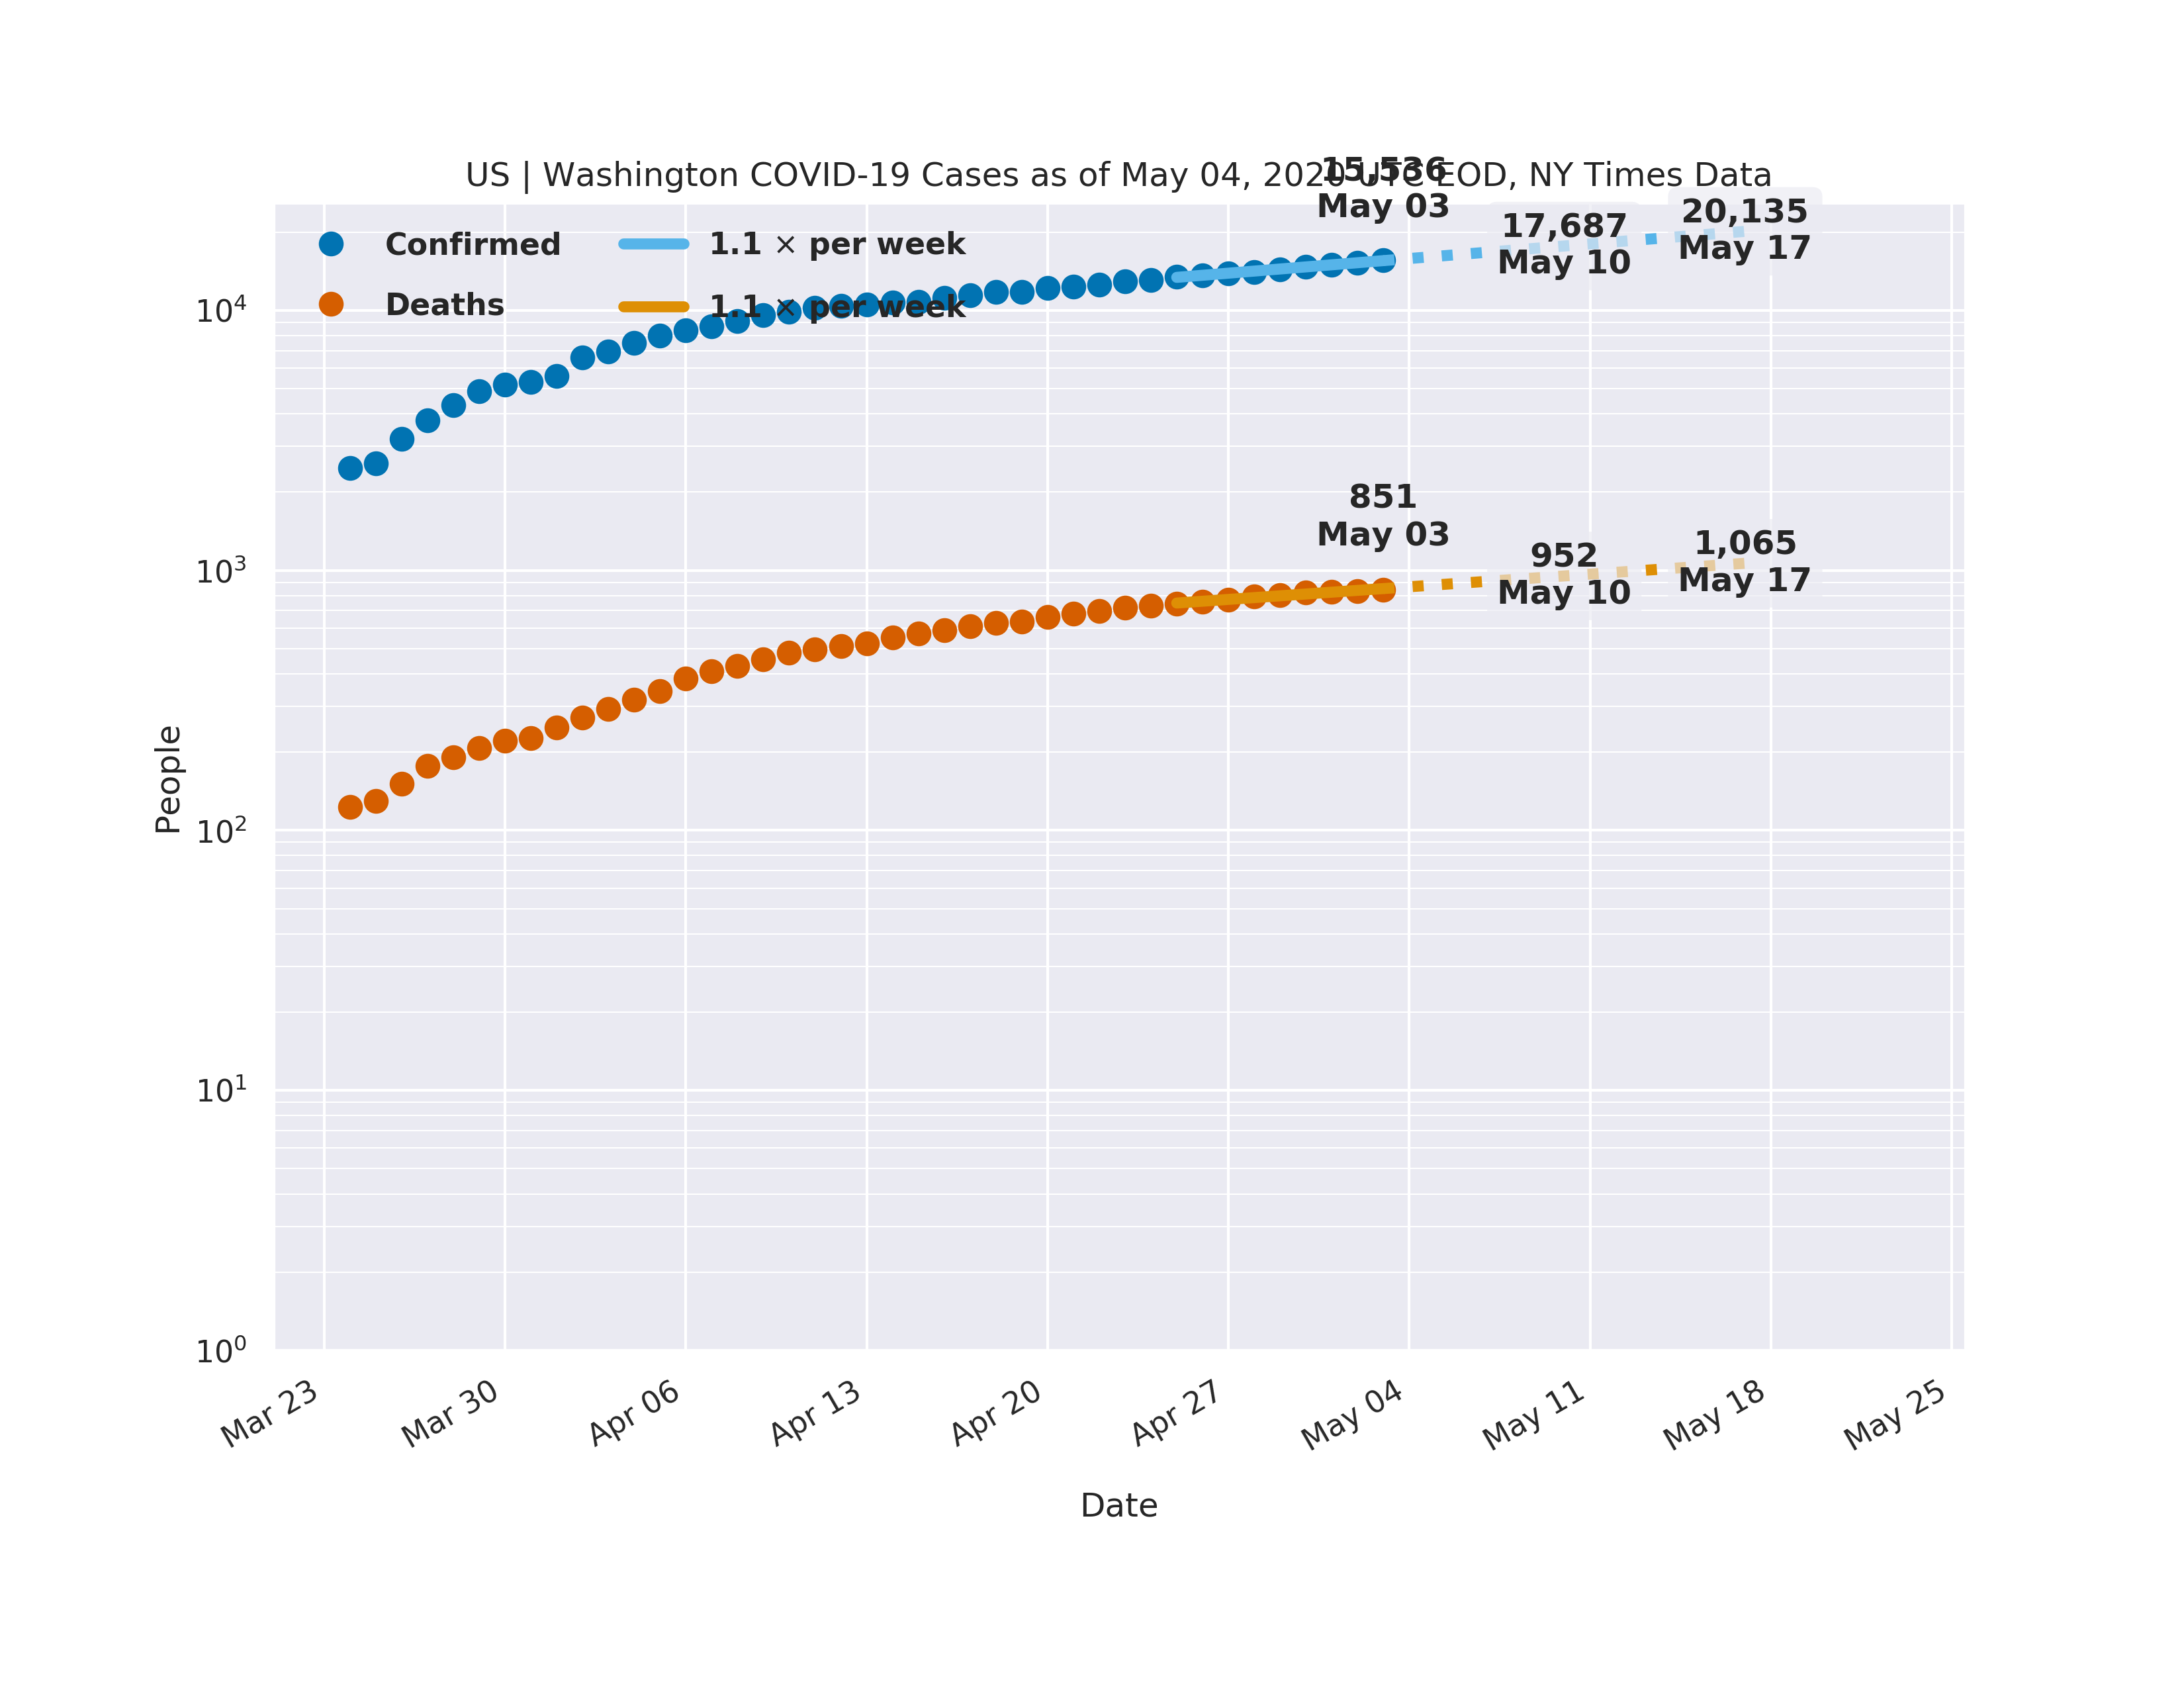 US | Washington COVID-19 Cases as of May 04, 2020 UTC EOD, NY Times Data
15,536
May 03
17,687
May 10
20,135
May 17
Confirmed
Deaths
1.1 × per week
1.1 × per week
851
May 03
952
May 10
1,065
May 17
People
10⁴
10³
10²
10¹
10⁰
Mar 23
Mar 30
Apr 06
Apr 13
Apr 20
Apr 27
May 04
May 11
May 18
May 25
Date